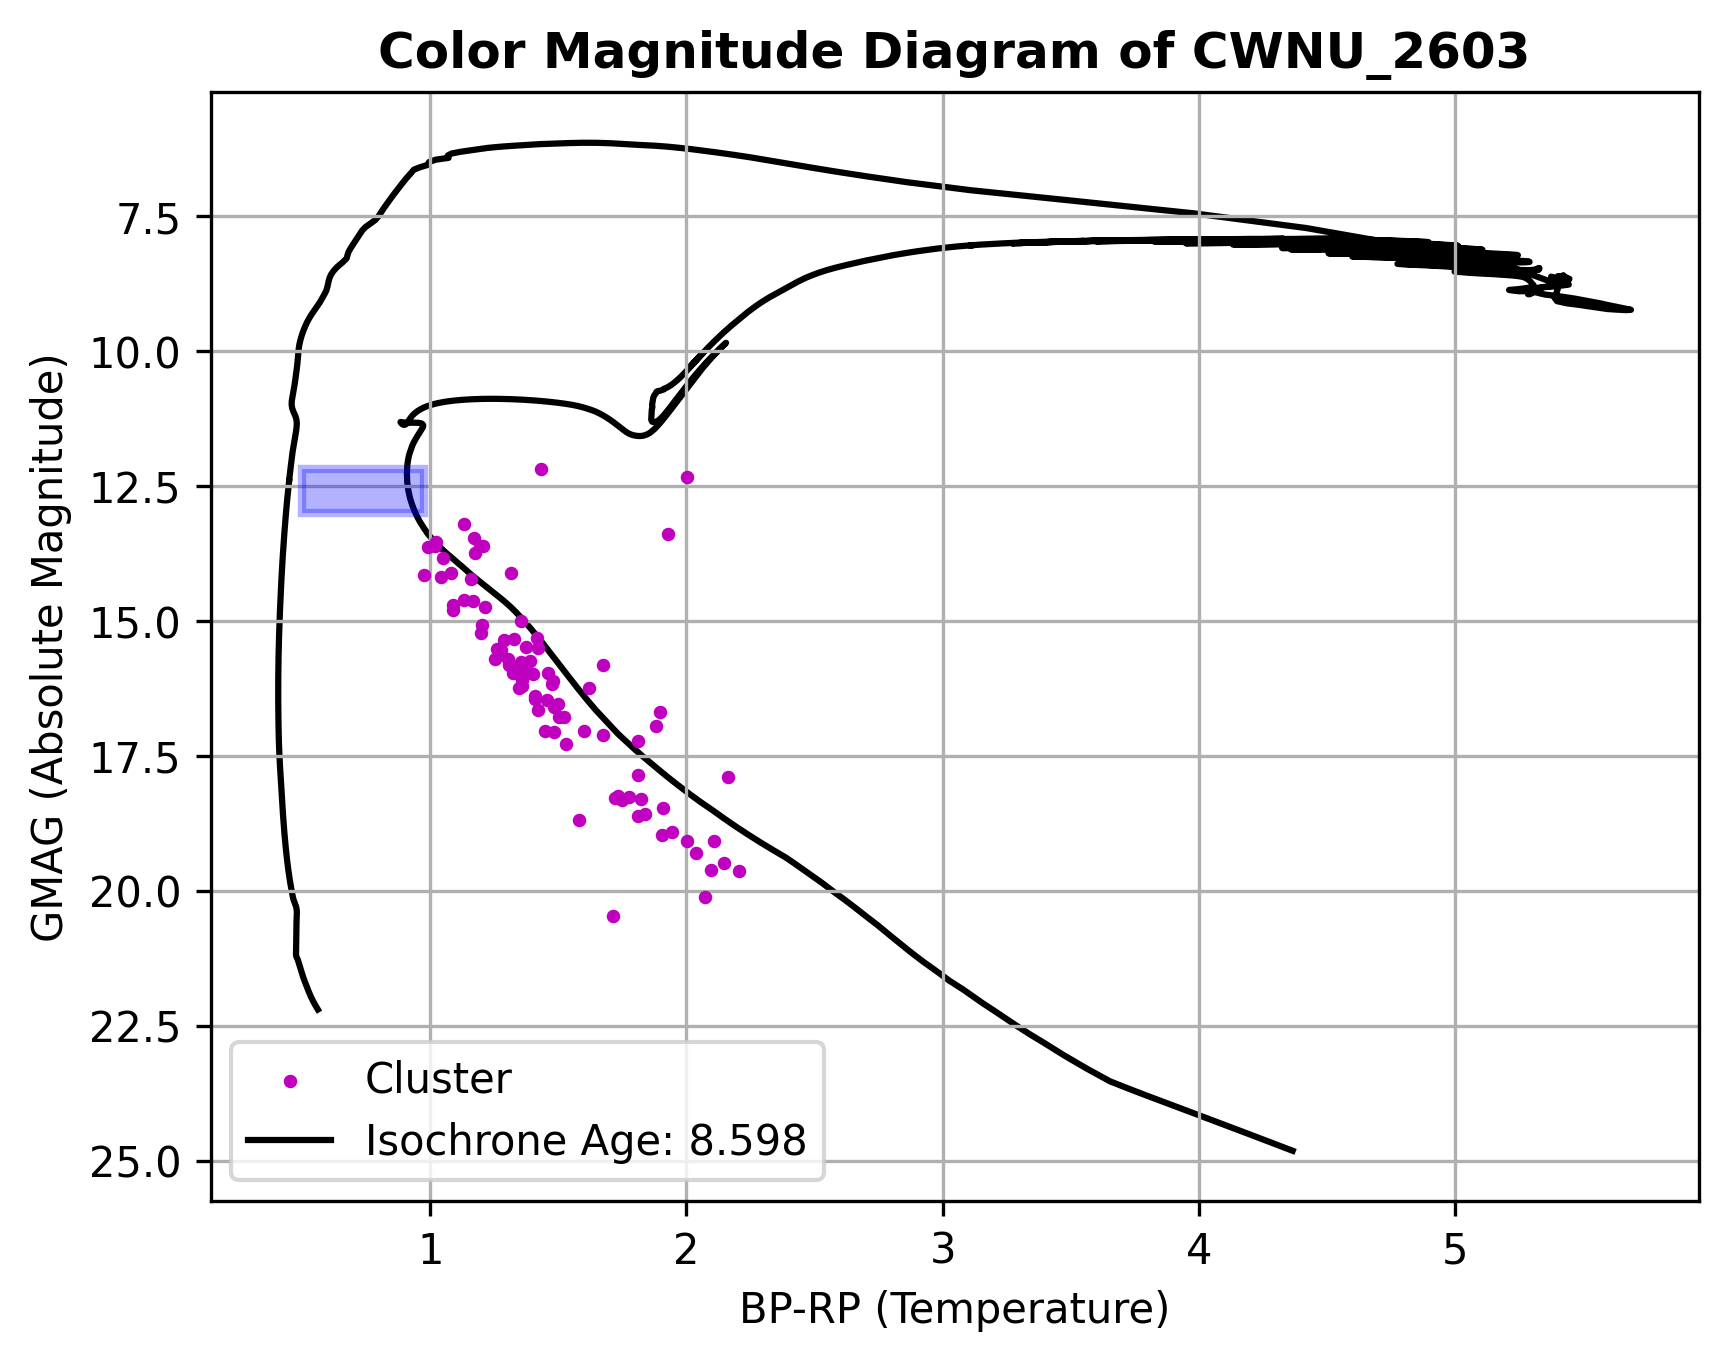 Color Magnitude Diagram of CWNU_2603
GMAG (Absolute Magnitude)
7.5
10.0
12.5
15.0
17.5
20.0
22.5
25.0
Cluster
Isochrone Age: 8.598
1 2 3 4 5
BP-RP (Temperature)